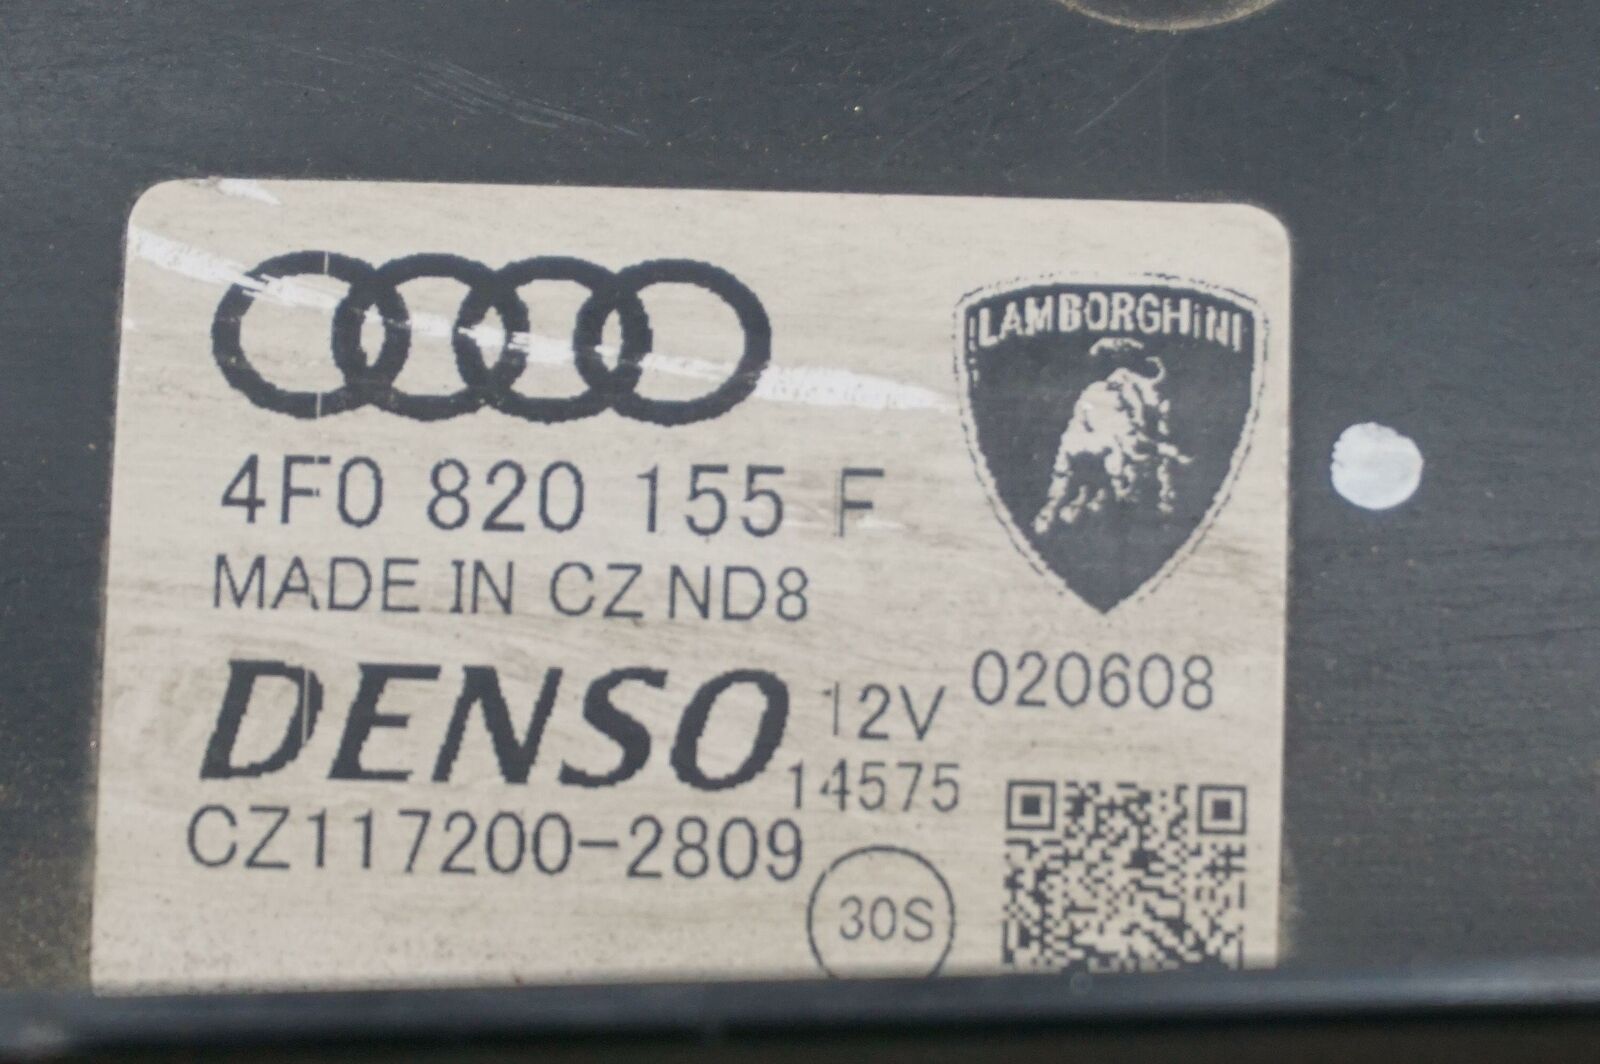 LAMBORGHiNI
4F0 820 155 F
MADE IN CZ ND8
020608
DENSO 12V
14575
CZ117200-2809
30S